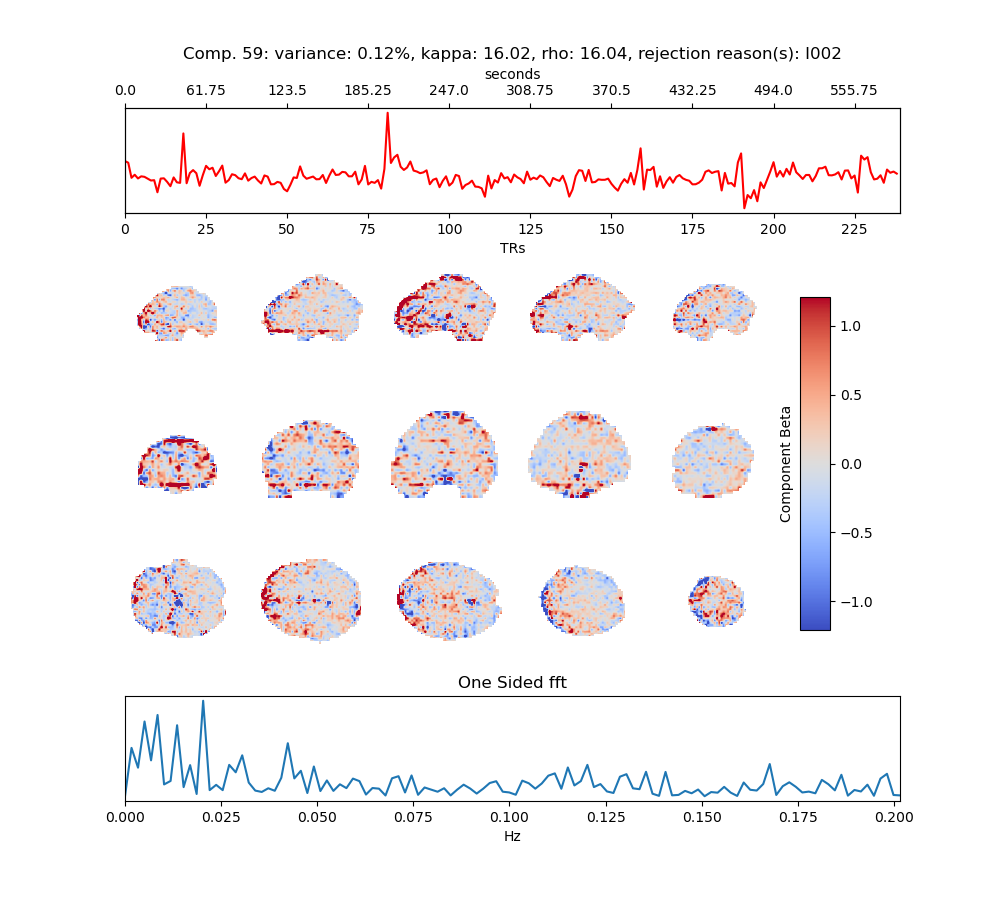 Comp. 59: variance: 0.12%, kappa: 16.02, rho: 16.04, rejection reason(s): I002
seconds
0.0 61.75 123.5 185.25 247.0 308.75 370.5 432.25 494.0 555.75
0 25 50 75 100 125 150 175 200 225
TRs
1.0
0.5
0.0
−0.5
−1.0
Component Beta
One Sided fft
0.000 0.025 0.050 0.075 0.100 0.125 0.150 0.175 0.200
Hz